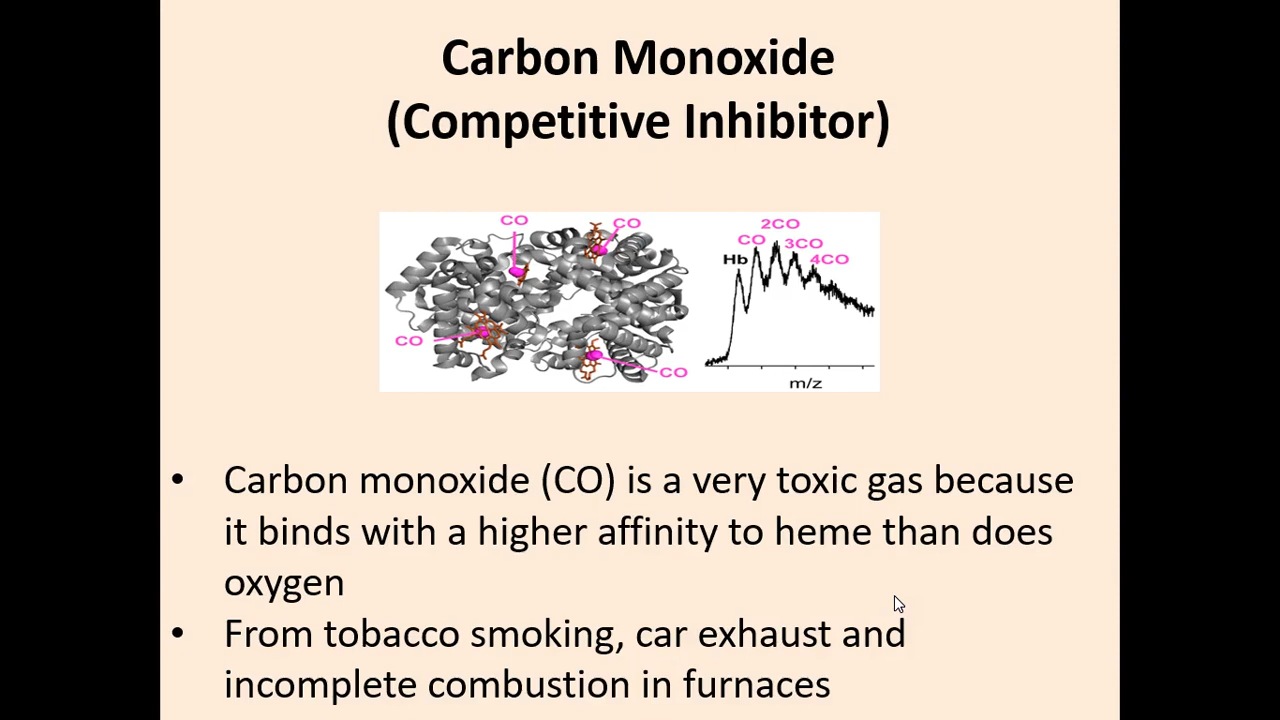 Carbon Monoxide
(Competitive Inhibitor)
CO
CO
CO
CO
2CO
CO
3CO
Hb
4CO
m/z
• Carbon monoxide (CO) is a very toxic gas because
it binds with a higher affinity to heme than does
oxygen
• From tobacco smoking, car exhaust and
incomplete combustion in furnaces